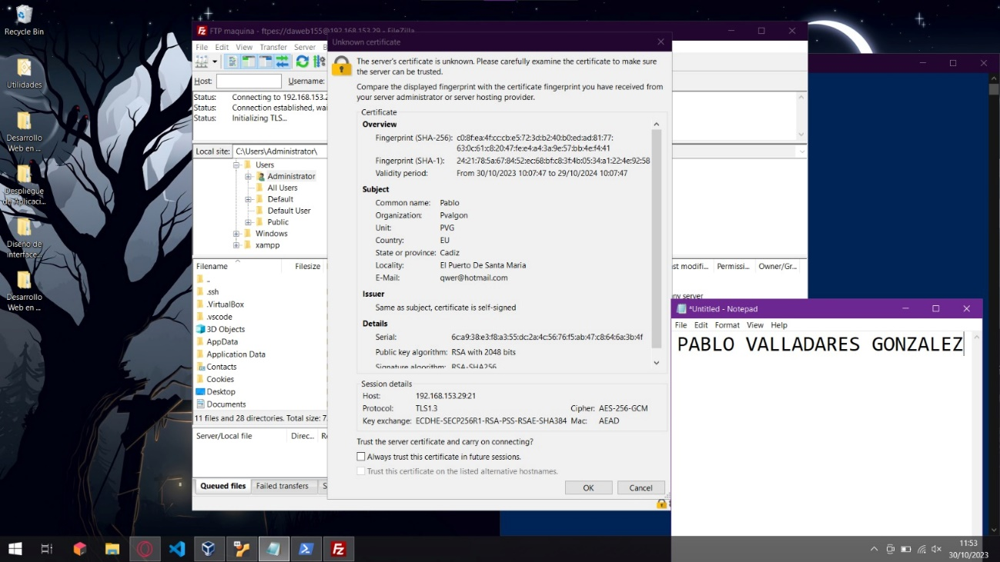 Recycle Bin
Utilidades
Desarrollo
Web en ...
Despliegue
de Aplicaci...
Diseño de
interface...
Desarrollo
Web en ...
FTP maquina - ftpes://daweb155@192.168.153.29 - FileZilla
File Edit View Transfer Server
Host: Username:
Status: Connecting to 192.168.153.2
Status: Connection established, wai
Status: Initializing TLS...
Local site: C:\Users\Administrator\
Users
Administrator
All Users
Default
Default User
Public
Windows
xampp
Filename Filesize
..
.ssh
.VirtualBox
.vscode
3D Objects
AppData
Application Data
Contacts
Cookies
Desktop
Documents
11 files and 28 directories. Total size: 7
Server/Local file Direc...
Queued files Failed transfers
Unknown certificate
The server's certificate is unknown. Please carefully examine the certificate to make sure
the server can be trusted.
Compare the displayed fingerprint with the certificate fingerprint you have received from
your server administrator or server hosting provider.
Certificate
Overview
Fingerprint (SHA-256): c0:8f:ea:4f:cc:cb:e5:72:3d:b2:40:b0:ed:ad:81:77:
63:0c:61:c8:20:47:fe:e4:a4:3a:9e:57:bb:4e:f4:41
Fingerprint (SHA-1): 24:21:78:5a:67:84:52:ec:68:bf:c8:3f:4b:05:34:a1:22:4e:92:58
Validity period: From 30/10/2023 10:07:47 to 29/10/2024 10:07:47
Subject
Common name: Pablo
Organization: Pvalgon
Unit: PVG
Country: EU
State or province: Cadiz
Locality: El Puerto De Santa Maria
E-Mail: qwer@hotmail.com
Issuer
Same as subject, certificate is self-signed
Details
Serial: 6c:a9:38:e3:f8:a3:55:dc:2a:4c:56:76:f5:ab:47:c8:64:6a:3b:4f
Public key algorithm: RSA with 2048 bits
Signature algorithm: RSA-SHA256
Session details
Host: 192.168.153.29:21
Protocol: TLS1.3 Cipher: AES-256-GCM
Key exchange: ECDHE-SECP256R1-RSA-PSS-RSAE-SHA384 Mac: AEAD
Trust the server certificate and carry on connecting?
Always trust this certificate in future sessions.
Trust this certificate on the listed alternative hostnames.
OK Cancel
st modifi... Permissi... Owner/Gr...
ny server
*Untitled - Notepad
File Edit Format View Help
PABLO VALLADARES GONZALEZ
11:53
30/10/2023